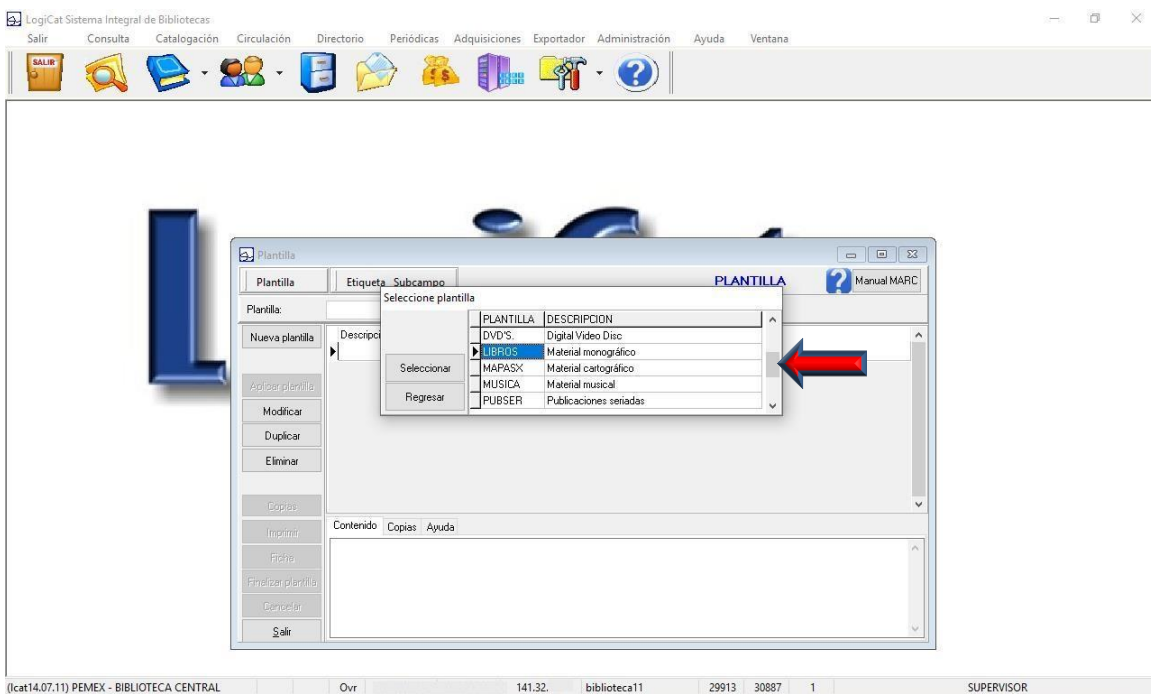 LogiCat Sistema Integral de Bibliotecas
Salir Consulta Catalogación Circulación Directorio Periódicas Adquisiciones Exportador Administración Ayuda Ventana
SALIR
Plantilla
Plantilla Etiqueta Subcampo PLANTILLA Manual MARC
Plantilla:
Seleccione plantilla
PLANTILLA DESCRIPCION
DVD'S. Digital Video Disc
LIBROS Material monográfico
MAPASX Material cartográfico
MUSICA Material musical
PUBSER Publicaciones seriadas
Seleccionar
Regresar
Nueva plantilla
Descripci
Aplicar plantilla
Modificar
Duplicar
Eliminar
Copias
Imprimir
Ficha
Finalizar plantilla
Cancelar
Salir
Contenido Copias Ayuda
(lcat14.07.11) PEMEX - BIBLIOTECA CENTRAL Ovr 141.32. biblioteca11 29913 30887 1 SUPERVISOR